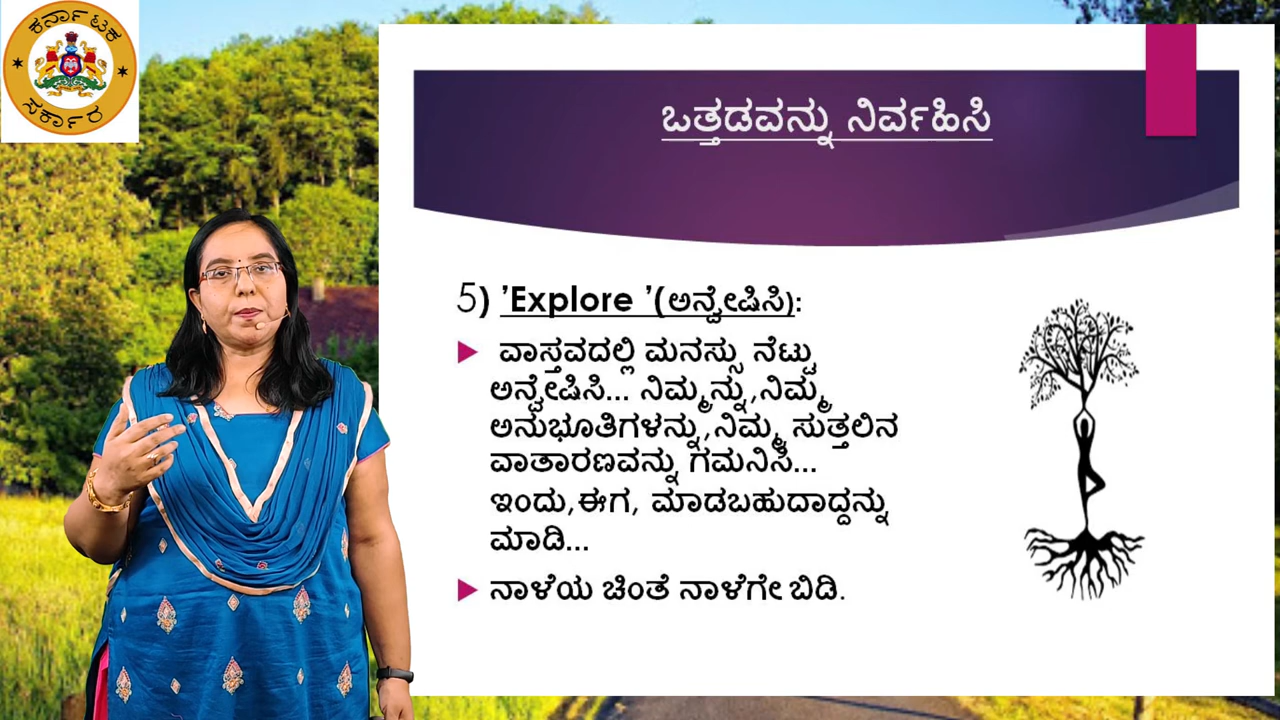 ಕರ್ನಾಟಕ
ಸರ್ಕಾರ
ಒತ್ತಡವನ್ನು ನಿರ್ವಹಿಸಿ
5) ’Explore ’(ಅನ್ವೇಷಿಸಿ):
ವಾಸ್ತವದಲ್ಲಿ ಮನಸ್ಸು ನೆಟ್ಟು
ಅನ್ವೇಷಿಸಿ... ನಿಮ್ಮನ್ನು,ನಿಮ್ಮ
ಅನುಭೂತಿಗಳನ್ನು,ನಿಮ್ಮ ಸುತ್ತಲಿನ
ವಾತಾರಣವನ್ನು ಗಮನಿಸಿ...
ಇಂದು,ಈಗ, ಮಾಡಬಹುದಾದ್ದನ್ನು
ಮಾಡಿ...
ನಾಳೆಯ ಚಿಂತೆ ನಾಳೆಗೇ ಬಿಡಿ.